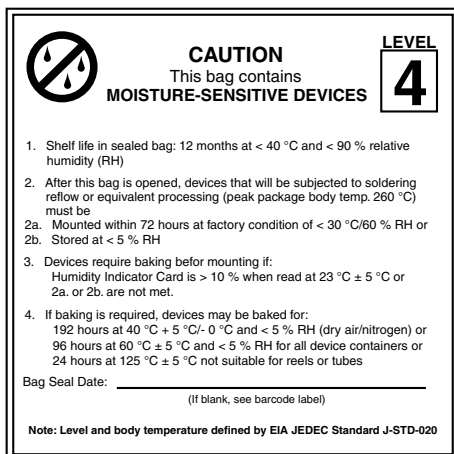 CAUTION
This bag contains
MOISTURE-SENSITIVE DEVICES
LEVEL
4
1. Shelf life in sealed bag: 12 months at < 40 °C and < 90 % relative
humidity (RH)
2. After this bag is opened, devices that will be subjected to soldering
reflow or equivalent processing (peak package body temp. 260 °C)
must be
2a. Mounted within 72 hours at factory condition of < 30 °C/60 % RH or
2b. Stored at < 5 % RH
3. Devices require baking befor mounting if:
Humidity Indicator Card is > 10 % when read at 23 °C ± 5 °C or
2a. or 2b. are not met.
4. If baking is required, devices may be baked for:
192 hours at 40 °C + 5 °C/- 0 °C and < 5 % RH (dry air/nitrogen) or
96 hours at 60 °C ± 5 °C and < 5 % RH for all device containers or
24 hours at 125 °C ± 5 °C not suitable for reels or tubes
Bag Seal Date:
(If blank, see barcode label)
Note: Level and body temperature defined by EIA JEDEC Standard J-STD-020